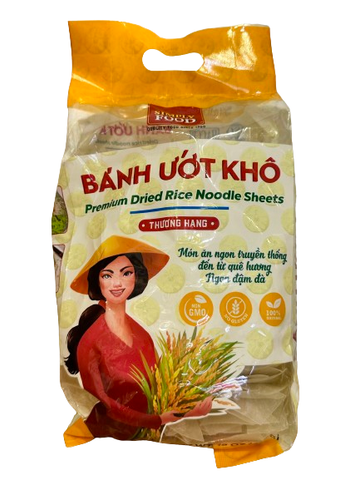 SIMPLY
FOOD
BÁNH ƯỚT KHÔ
Premium Dried Rice Noodle Sheets
THƯỢNG HẠNG
Món ăn ngon truyền thống
đến từ quê hương
Ngon đậm đà
NON
GMO
100%